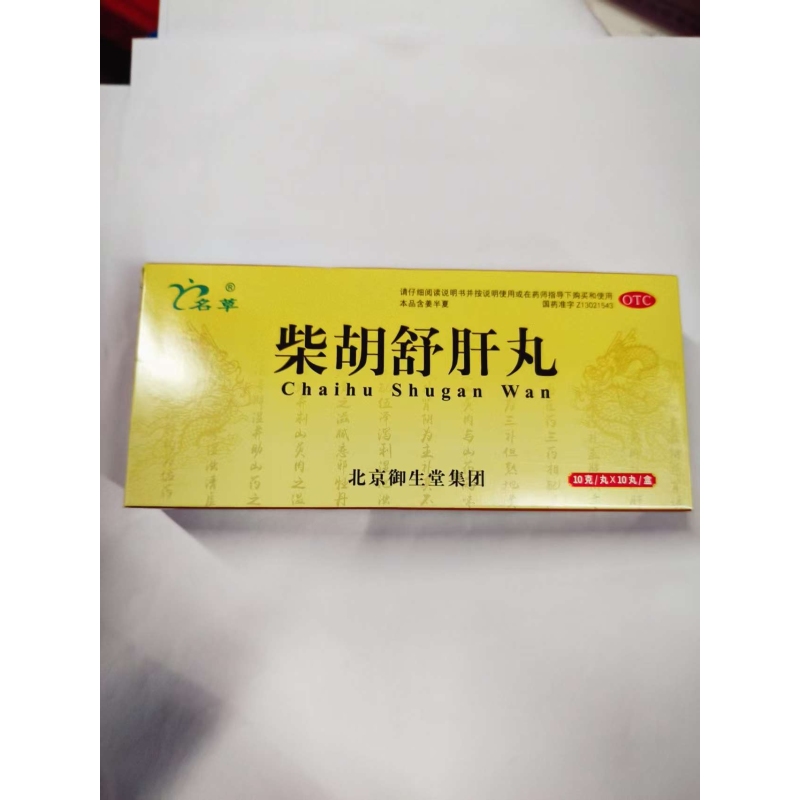 名草®
请仔细阅读说明书并按说明使用或在药师指导下购买和使用
本品含姜半夏 国药准字Z13021543
OTC
柴胡舒肝丸
Chaihu Shugan Wan
北京御生堂集团
10克/丸×10丸/盒